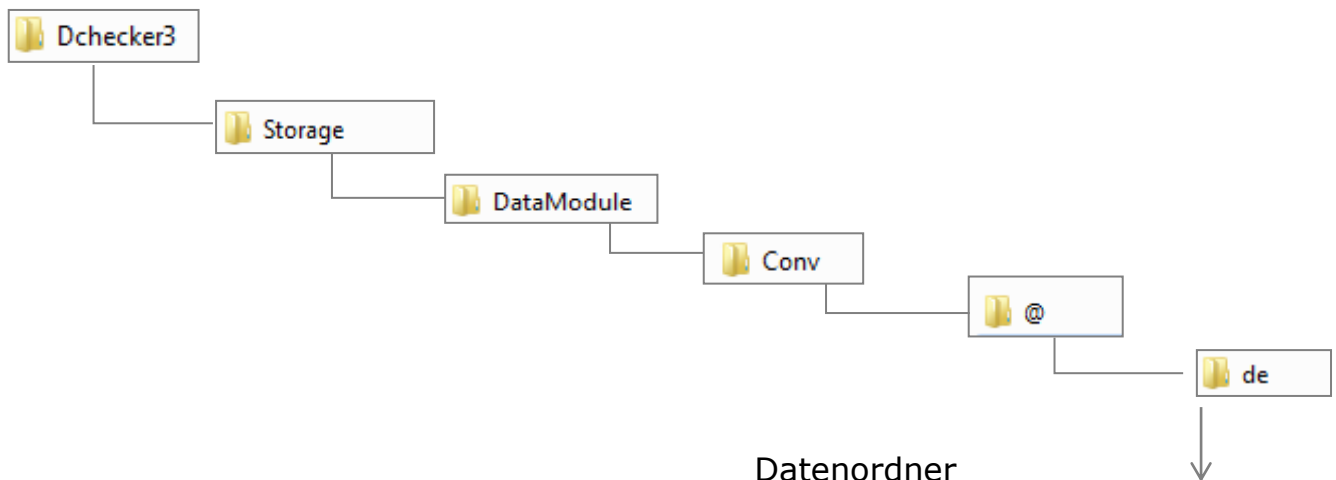 Dchecker3
Storage
DataModule
Conv
@
de
Datenordner